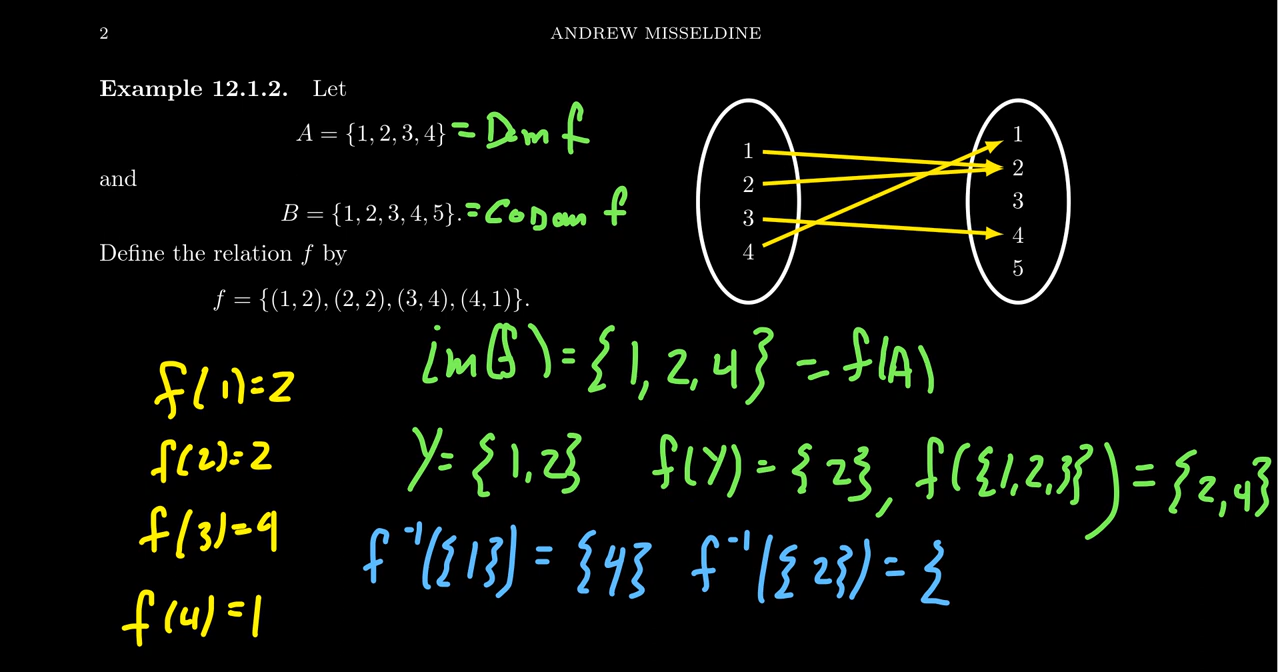 2 ANDREW MISSELDINE
Example 12.1.2. Let
A = {1, 2, 3, 4} = Dom f
and
B = {1, 2, 3, 4, 5}. = CoDom f
Define the relation f by
f = {(1, 2), (2, 2), (3, 4), (4, 1)}.
1
2
3
4
1
2
3
4
5
im(f) = {1, 2, 4} = f(A)
f(1)=2
f(2)=2
f(3)=4
f(4)=1
Y = {1,2} f(Y) = {2}, f({1,2,3}) = {2,4}
f⁻¹({1}) = {4} f⁻¹({2}) = {